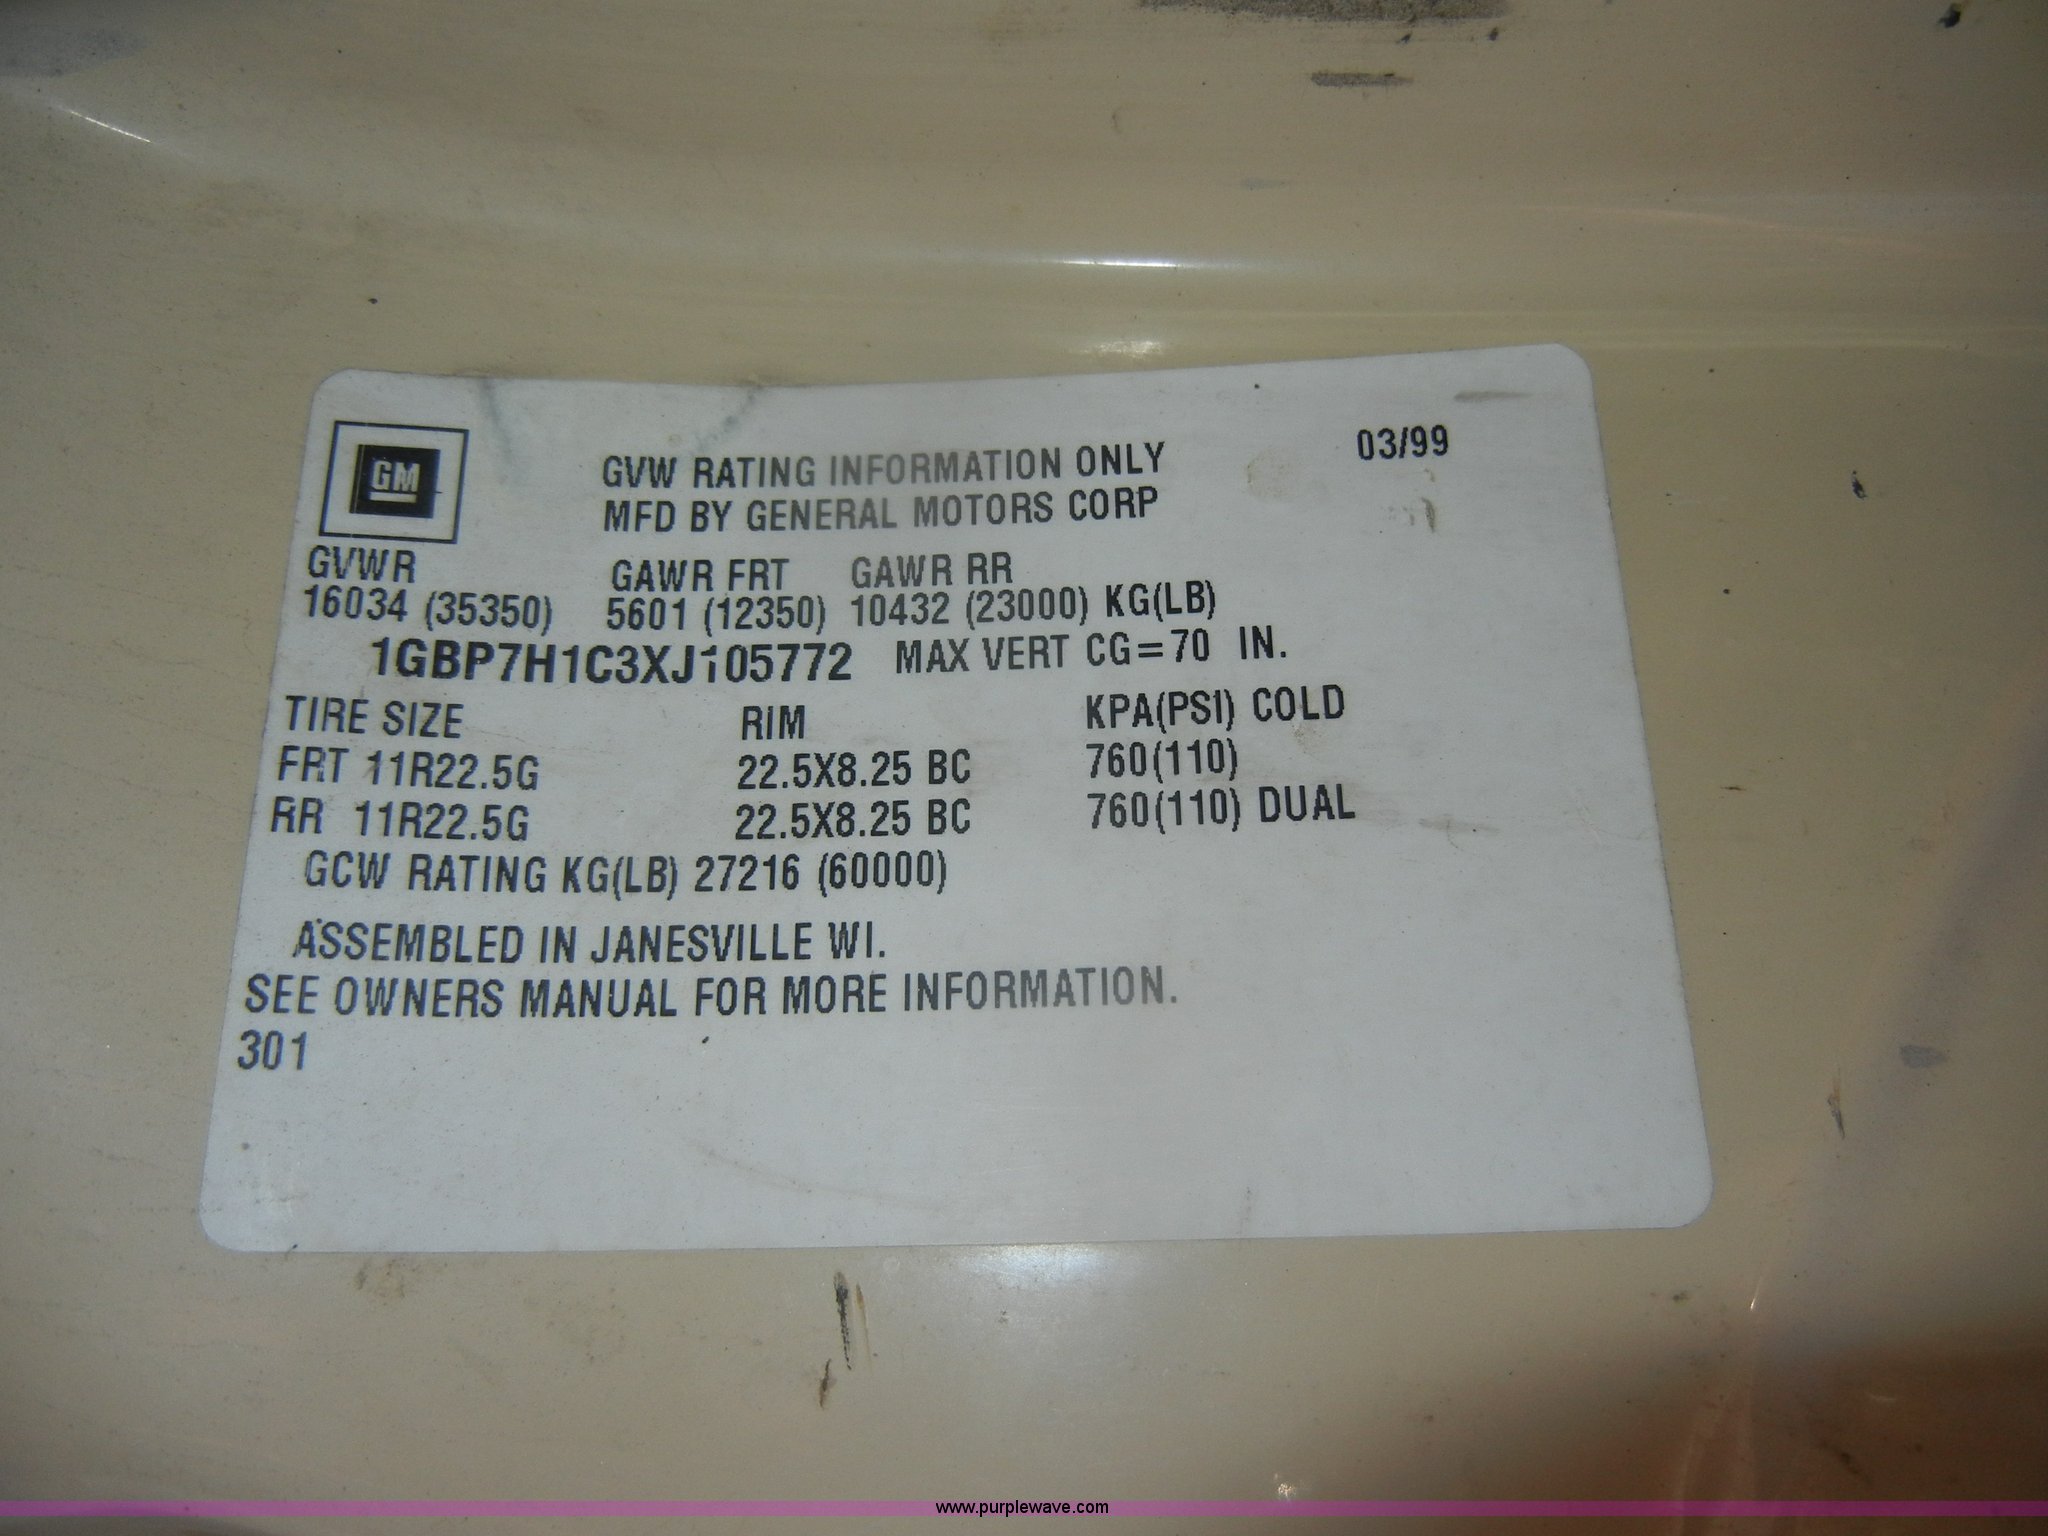 GM
GVW RATING INFORMATION ONLY
03/99
MFD BY GENERAL MOTORS CORP
GVWR GAWR FRT GAWR RR
16034 (35350) 5601 (12350) 10432 (23000) KG(LB)
1GBP7H1C3XJ105772 MAX VERT CG=70 IN.
TIRE SIZE RIM KPA(PSI) COLD
FRT 11R22.5G 22.5X8.25 BC 760(110)
RR 11R22.5G 22.5X8.25 BC 760(110) DUAL
GCW RATING KG(LB) 27216 (60000)
ASSEMBLED IN JANESVILLE WI.
SEE OWNERS MANUAL FOR MORE INFORMATION.
301
www.purplewave.com